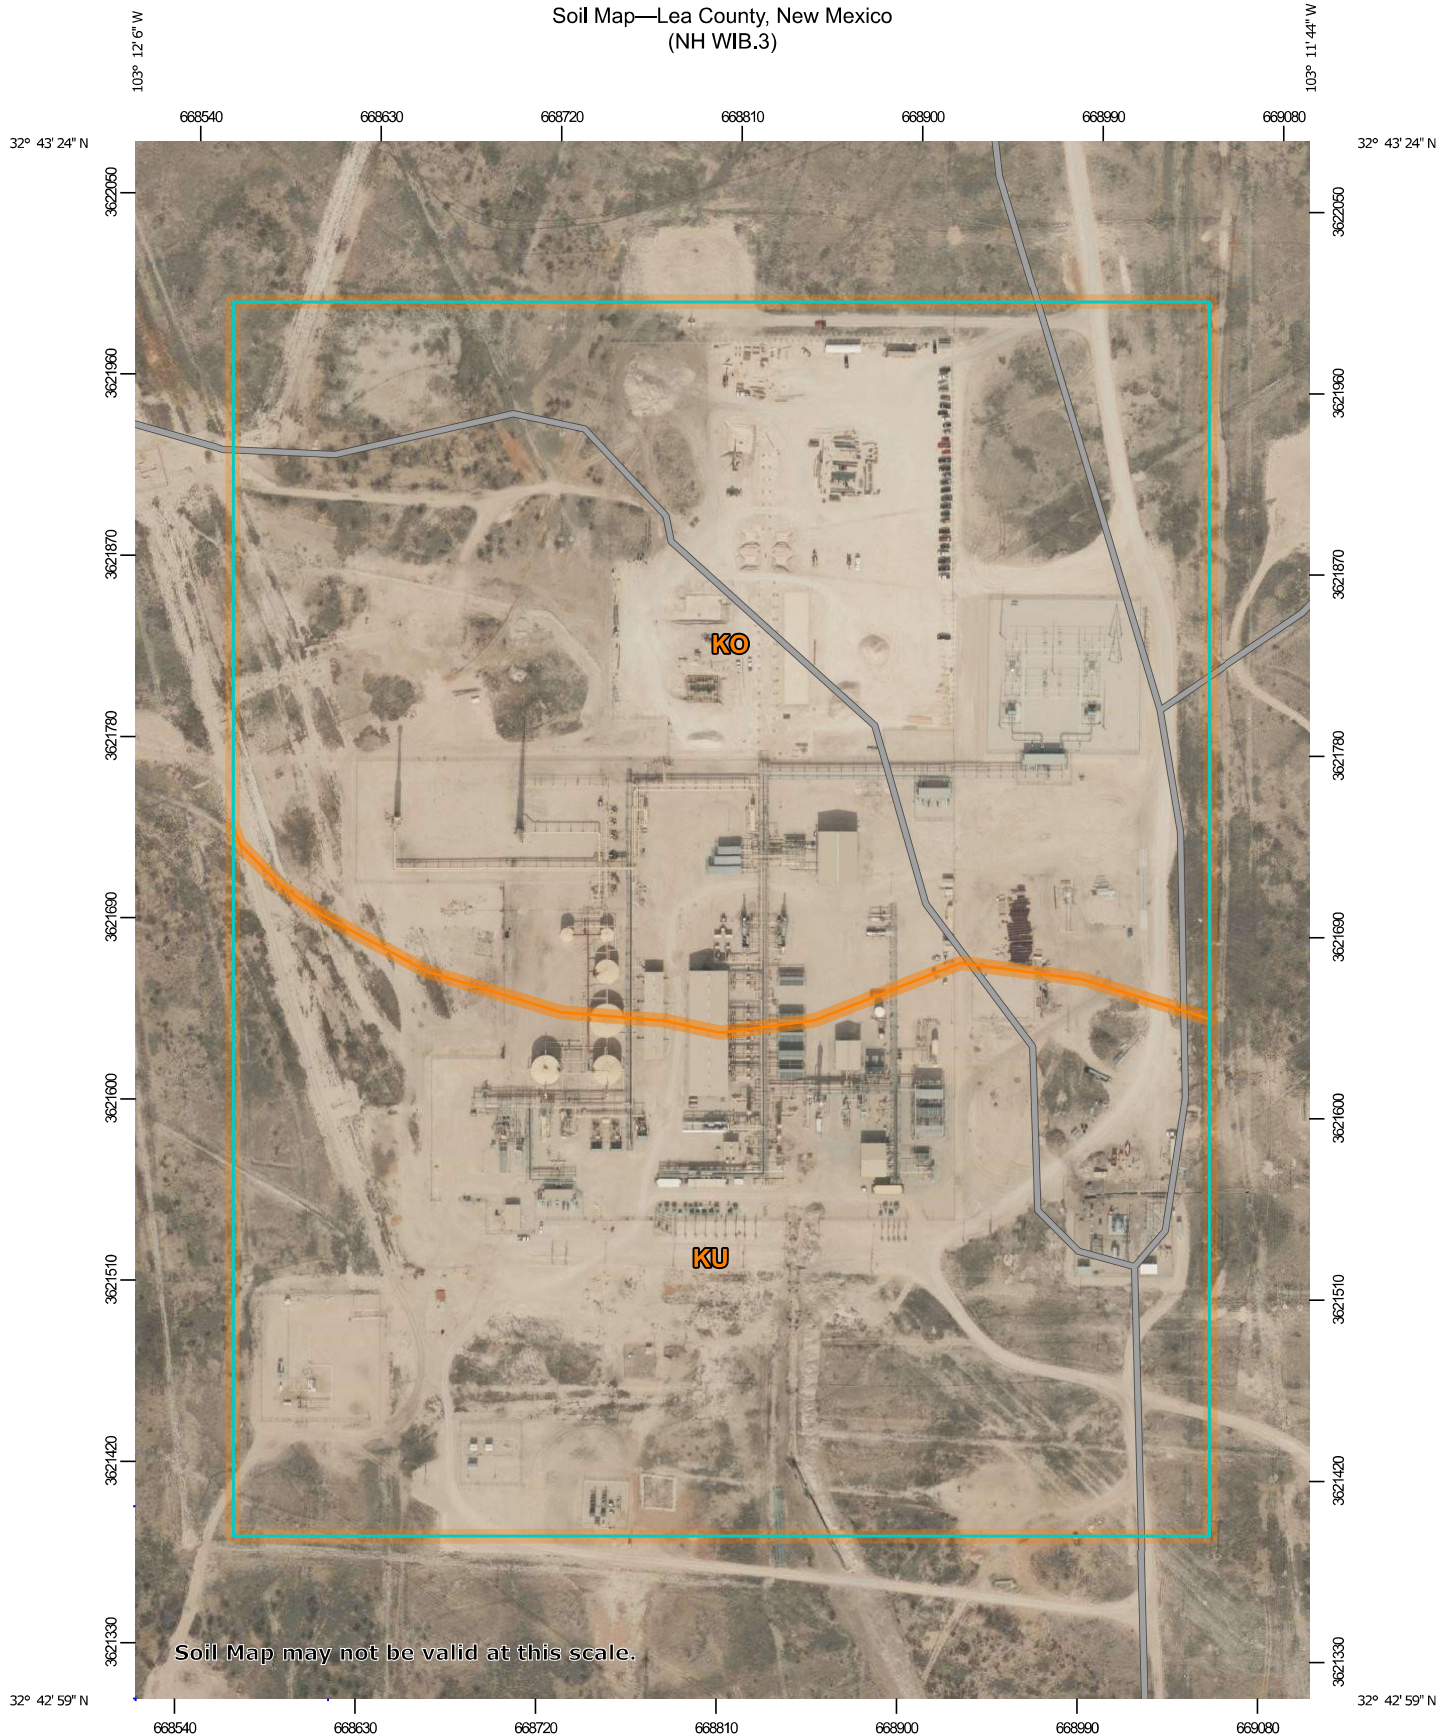 Soil Map—Lea County, New Mexico
(NH WIB.3)
103° 12' 6" W
103° 11' 44" W
668540 668630 668720 668810 668900 668990 669080
32° 43' 24" N
32° 43' 24" N
3622050
3622050
3621960
3621960
3621870
3621870
KO
3621780
3621780
3621690
3621690
3621600
3621600
KU
3621510
3621510
3621420
3621420
3621330
3621330
Soil Map may not be valid at this scale.
32° 42' 59" N
32° 42' 59" N
668540 668630 668720 668810 668900 668990 669080